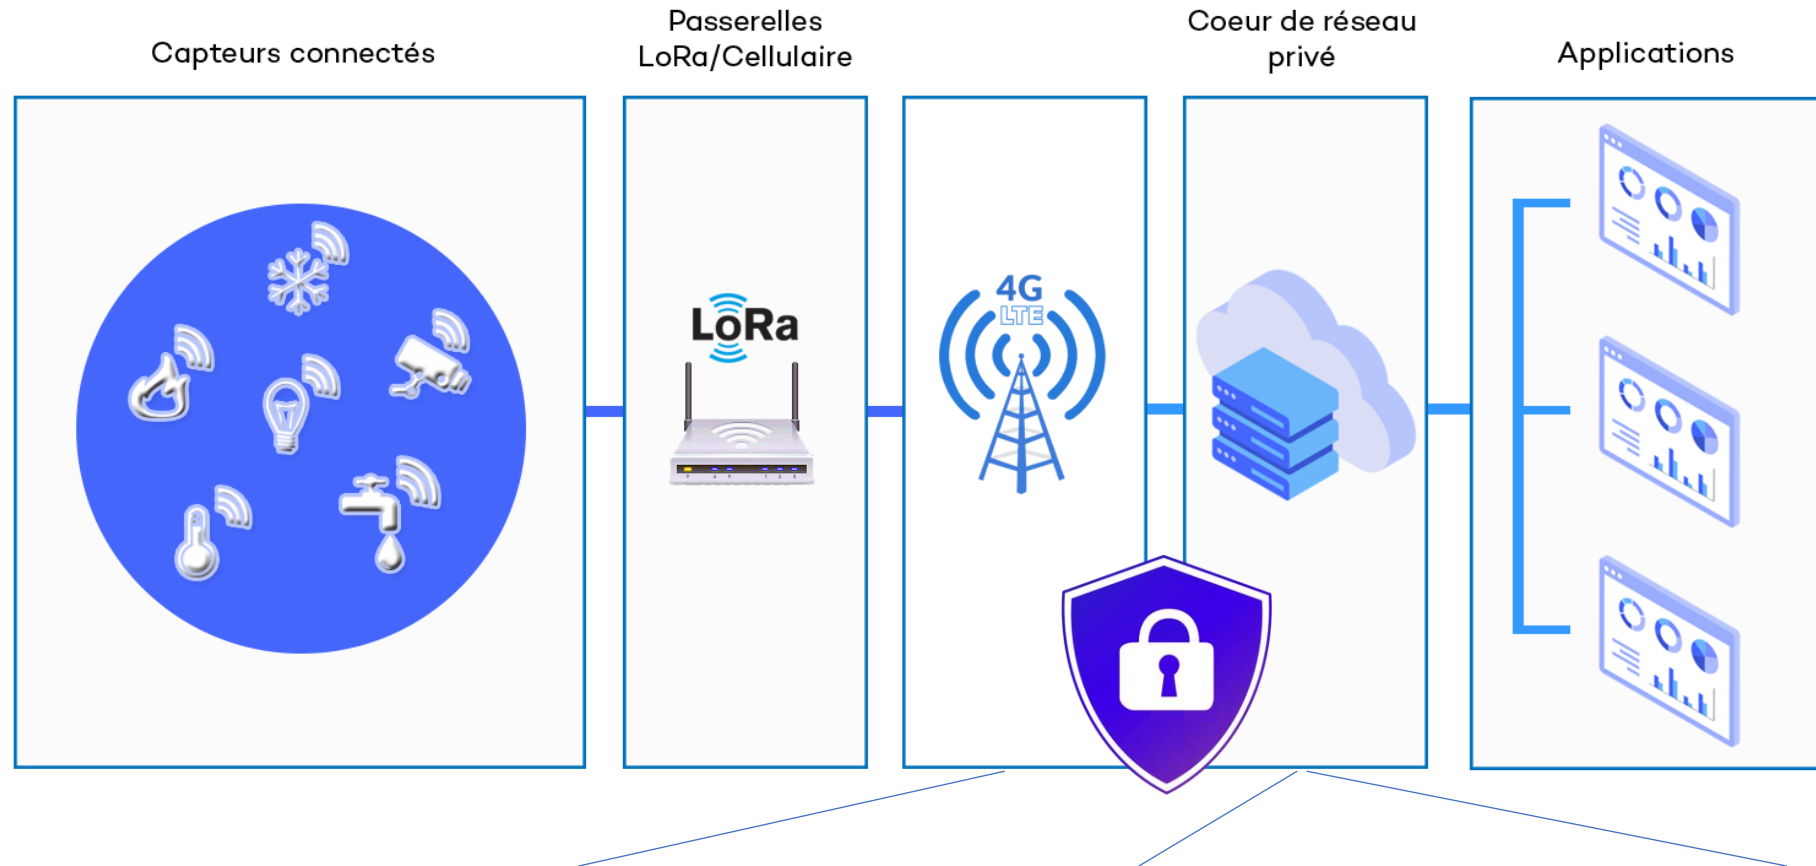 Capteurs connectés
Passerelles
LoRa/Cellulaire
Coeur de réseau
privé
Applications
LoRa
4G
LTE